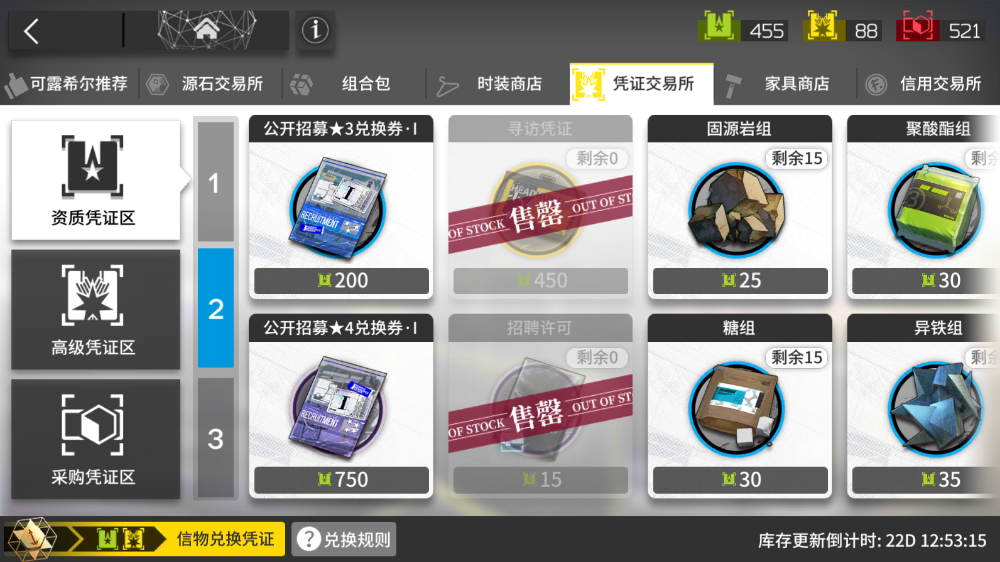 455
88
521
可露希尔推荐
源石交易所
组合包
时装商店
凭证交易所
家具商店
信用交易所
资质凭证区
高级凭证区
采购凭证区
1
2
3
公开招募★3兑换券·I
I
RECRUITMENT
200
寻访凭证
剩余0
HEADHUN
OF STOCK 售罄 OUT OF ST
450
固源岩组
剩余15
25
聚酸酯组
剩余
3
30
公开招募★4兑换券·I
I
RECRUITMENT
750
招聘许可
剩余0
OF STOCK 售罄 OUT OF ST
15
糖组
剩余15
30
异铁组
剩余
35
信物兑换凭证
兑换规则
库存更新倒计时: 22D 12:53:15